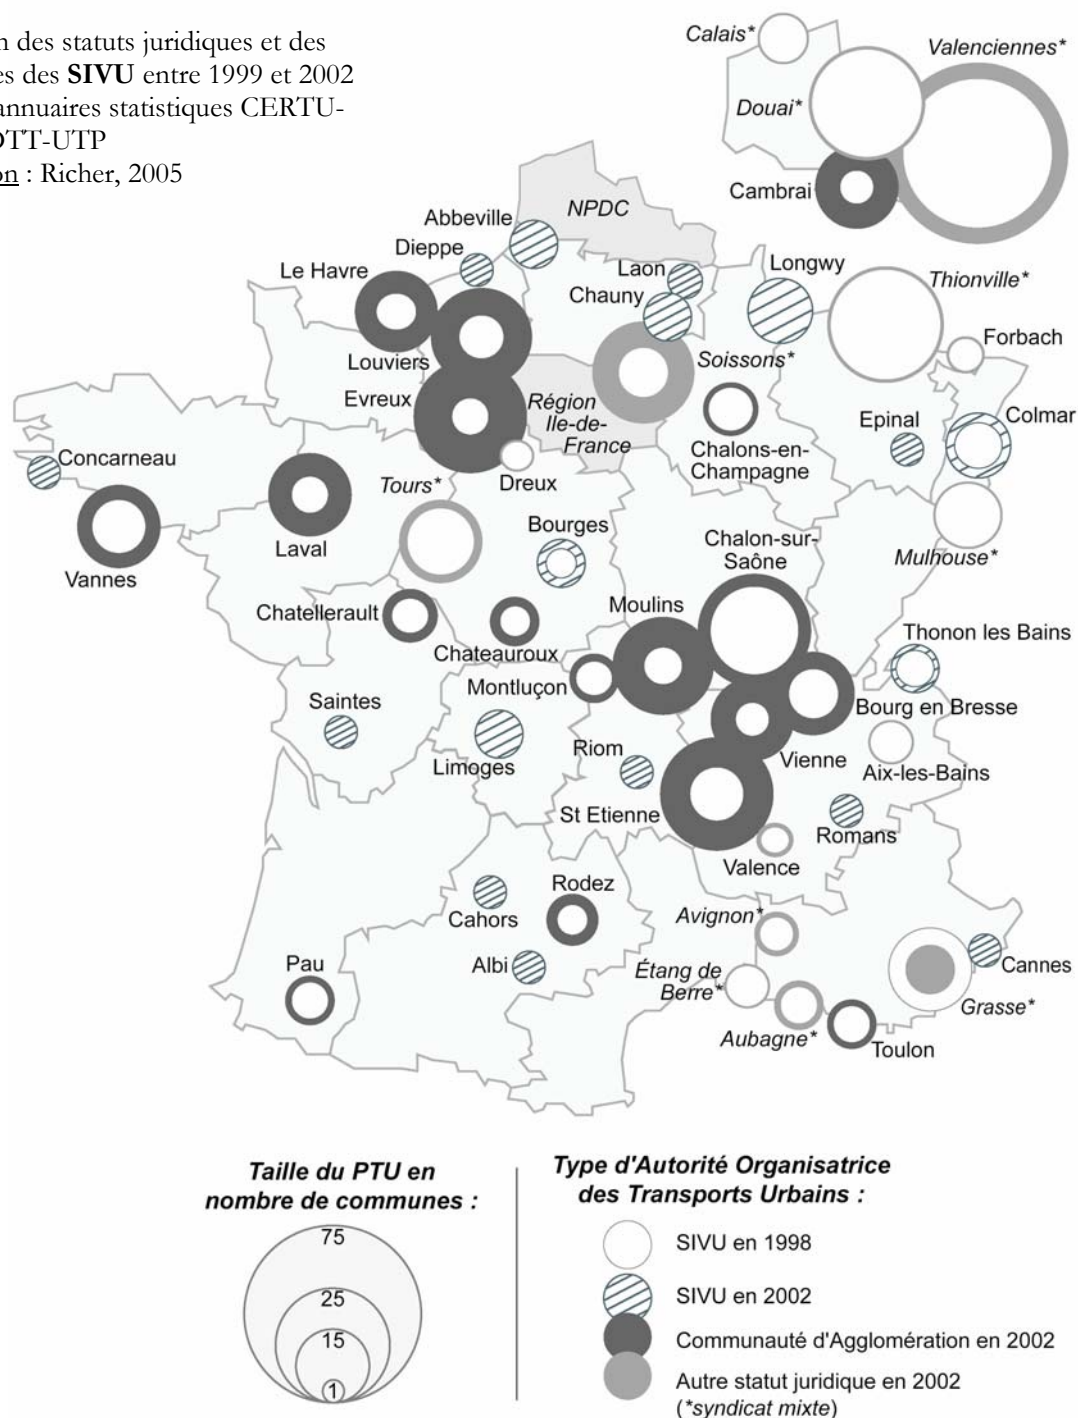 des statuts juridiques et des
des SIVU entre 1999 et 2002
annuaires statistiques CERTU-
DTT-UTP
: Richer, 2005
Calais*
Valenciennes*
Douai*
Cambrai
NPDC
Abbeville
Dieppe
Le Havre
Laon
Longwy
Chauny
Thionville*
Forbach
Louviers
Soissons*
Evreux
Région
Ile-de-
France
Epinal
Colmar
Chalons-en-
Champagne
Concarneau
Dreux
Tours*
Bourges
Laval
Chalon-sur-
Saône
Mulhouse*
Vannes
Chatellerault
Moulins
Thonon les Bains
Chateauroux
Montluçon
Bourg en Bresse
Saintes
Riom
Vienne
Limoges
Aix-les-Bains
St Etienne
Romans
Valence
Rodez
Cahors
Avignon*
Albi
Pau
Étang de
Berre*
Cannes
Grasse*
Aubagne*
Toulon
Taille du PTU en
nombre de communes :
75
25
15
1
Type d'Autorité Organisatrice
des Transports Urbains :
SIVU en 1998
SIVU en 2002
Communauté d'Agglomération en 2002
Autre statut juridique en 2002
(*syndicat mixte)